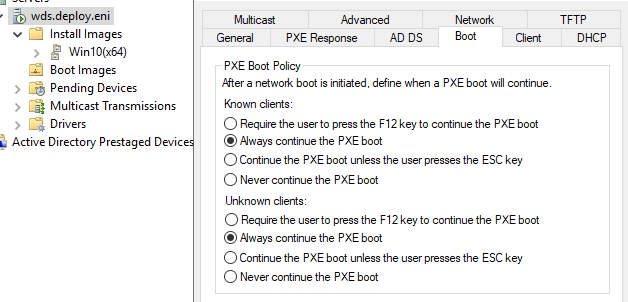 Servers
wds.deploy.eni
Install Images
Win10(x64)
Boot Images
Pending Devices
Multicast Transmissions
Drivers
Active Directory Prestaged Devices
Multicast Advanced Network TFTP
General PXE Response AD DS Boot Client DHCP
PXE Boot Policy
After a network boot is initiated, define when a PXE boot will continue.
Known clients:
Require the user to press the F12 key to continue the PXE boot
Always continue the PXE boot
Continue the PXE boot unless the user presses the ESC key
Never continue the PXE boot
Unknown clients:
Require the user to press the F12 key to continue the PXE boot
Always continue the PXE boot
Continue the PXE boot unless the user presses the ESC key
Never continue the PXE boot